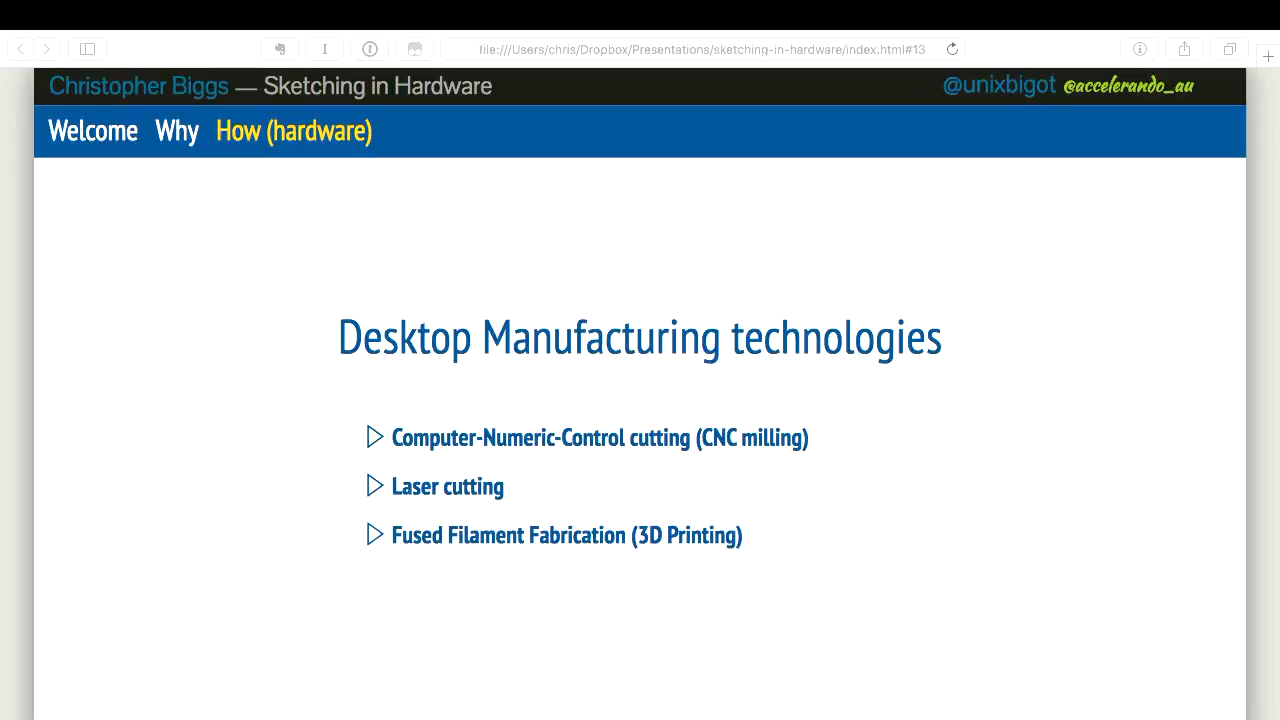 file:///Users/chris/Dropbox/Presentations/sketching-in-hardware/index.html#13
Christopher Biggs — Sketching in Hardware @unixbigot @accelerando_au
Welcome Why How (hardware)
Desktop Manufacturing technologies
Computer-Numeric-Control cutting (CNC milling)
Laser cutting
Fused Filament Fabrication (3D Printing)